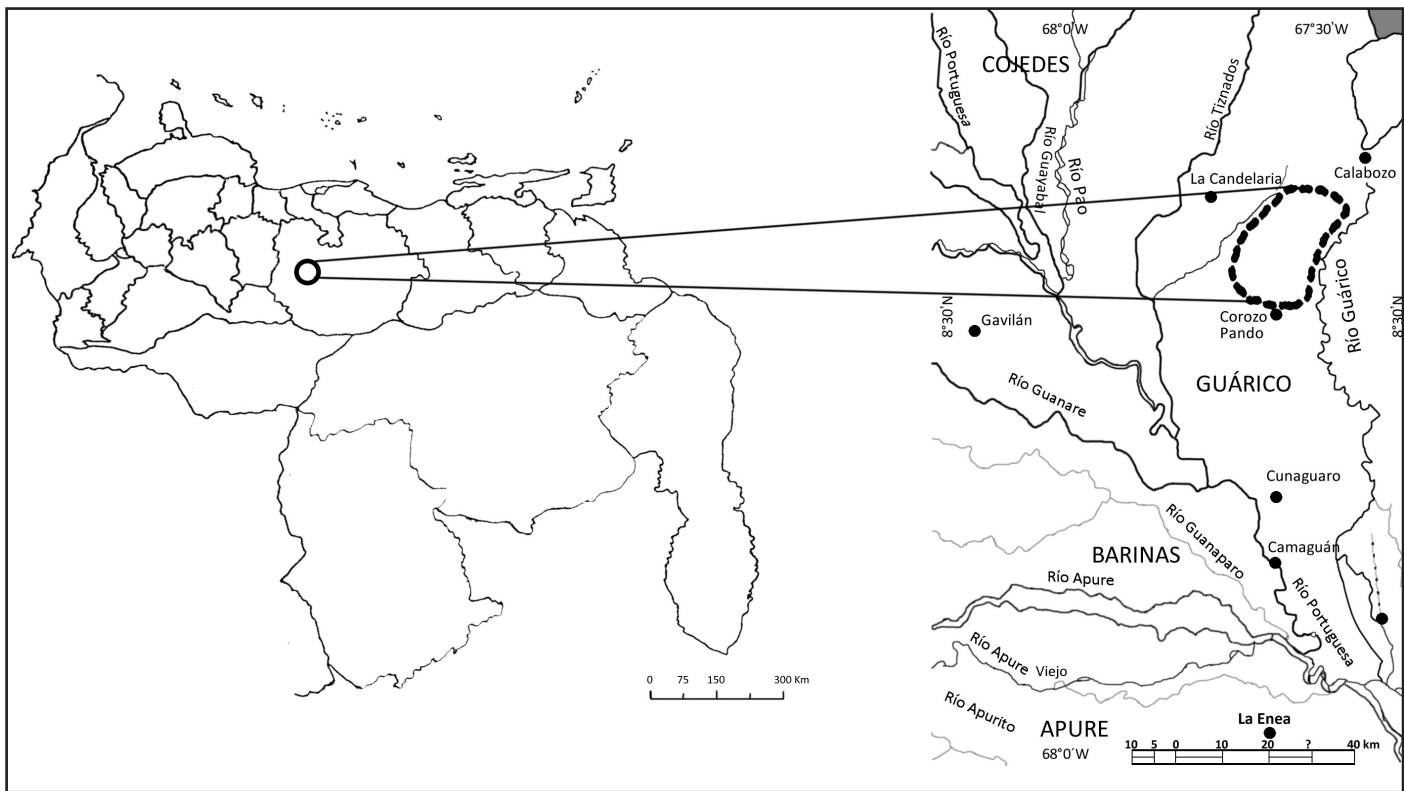 68°0'W
67°30'W
COJEDES
Río Portuguesa
Río Tiznados
Río Guayabal
Río Pao
La Candelaria
Calabozo
8°30'N
Gavilán
Corozo
Pando
Río Guárico
8°30'N
GUÁRICO
Río Guanare
Cunaguaro
Río Guanaparo
BARINAS
Camaguán
Río Apure
Río Portuguesa
Río Apure Viejo
Río Apurito
APURE
La Enea
68°0'W
0 75 150 300 Km
10 5 0 10 20 ? 40 km